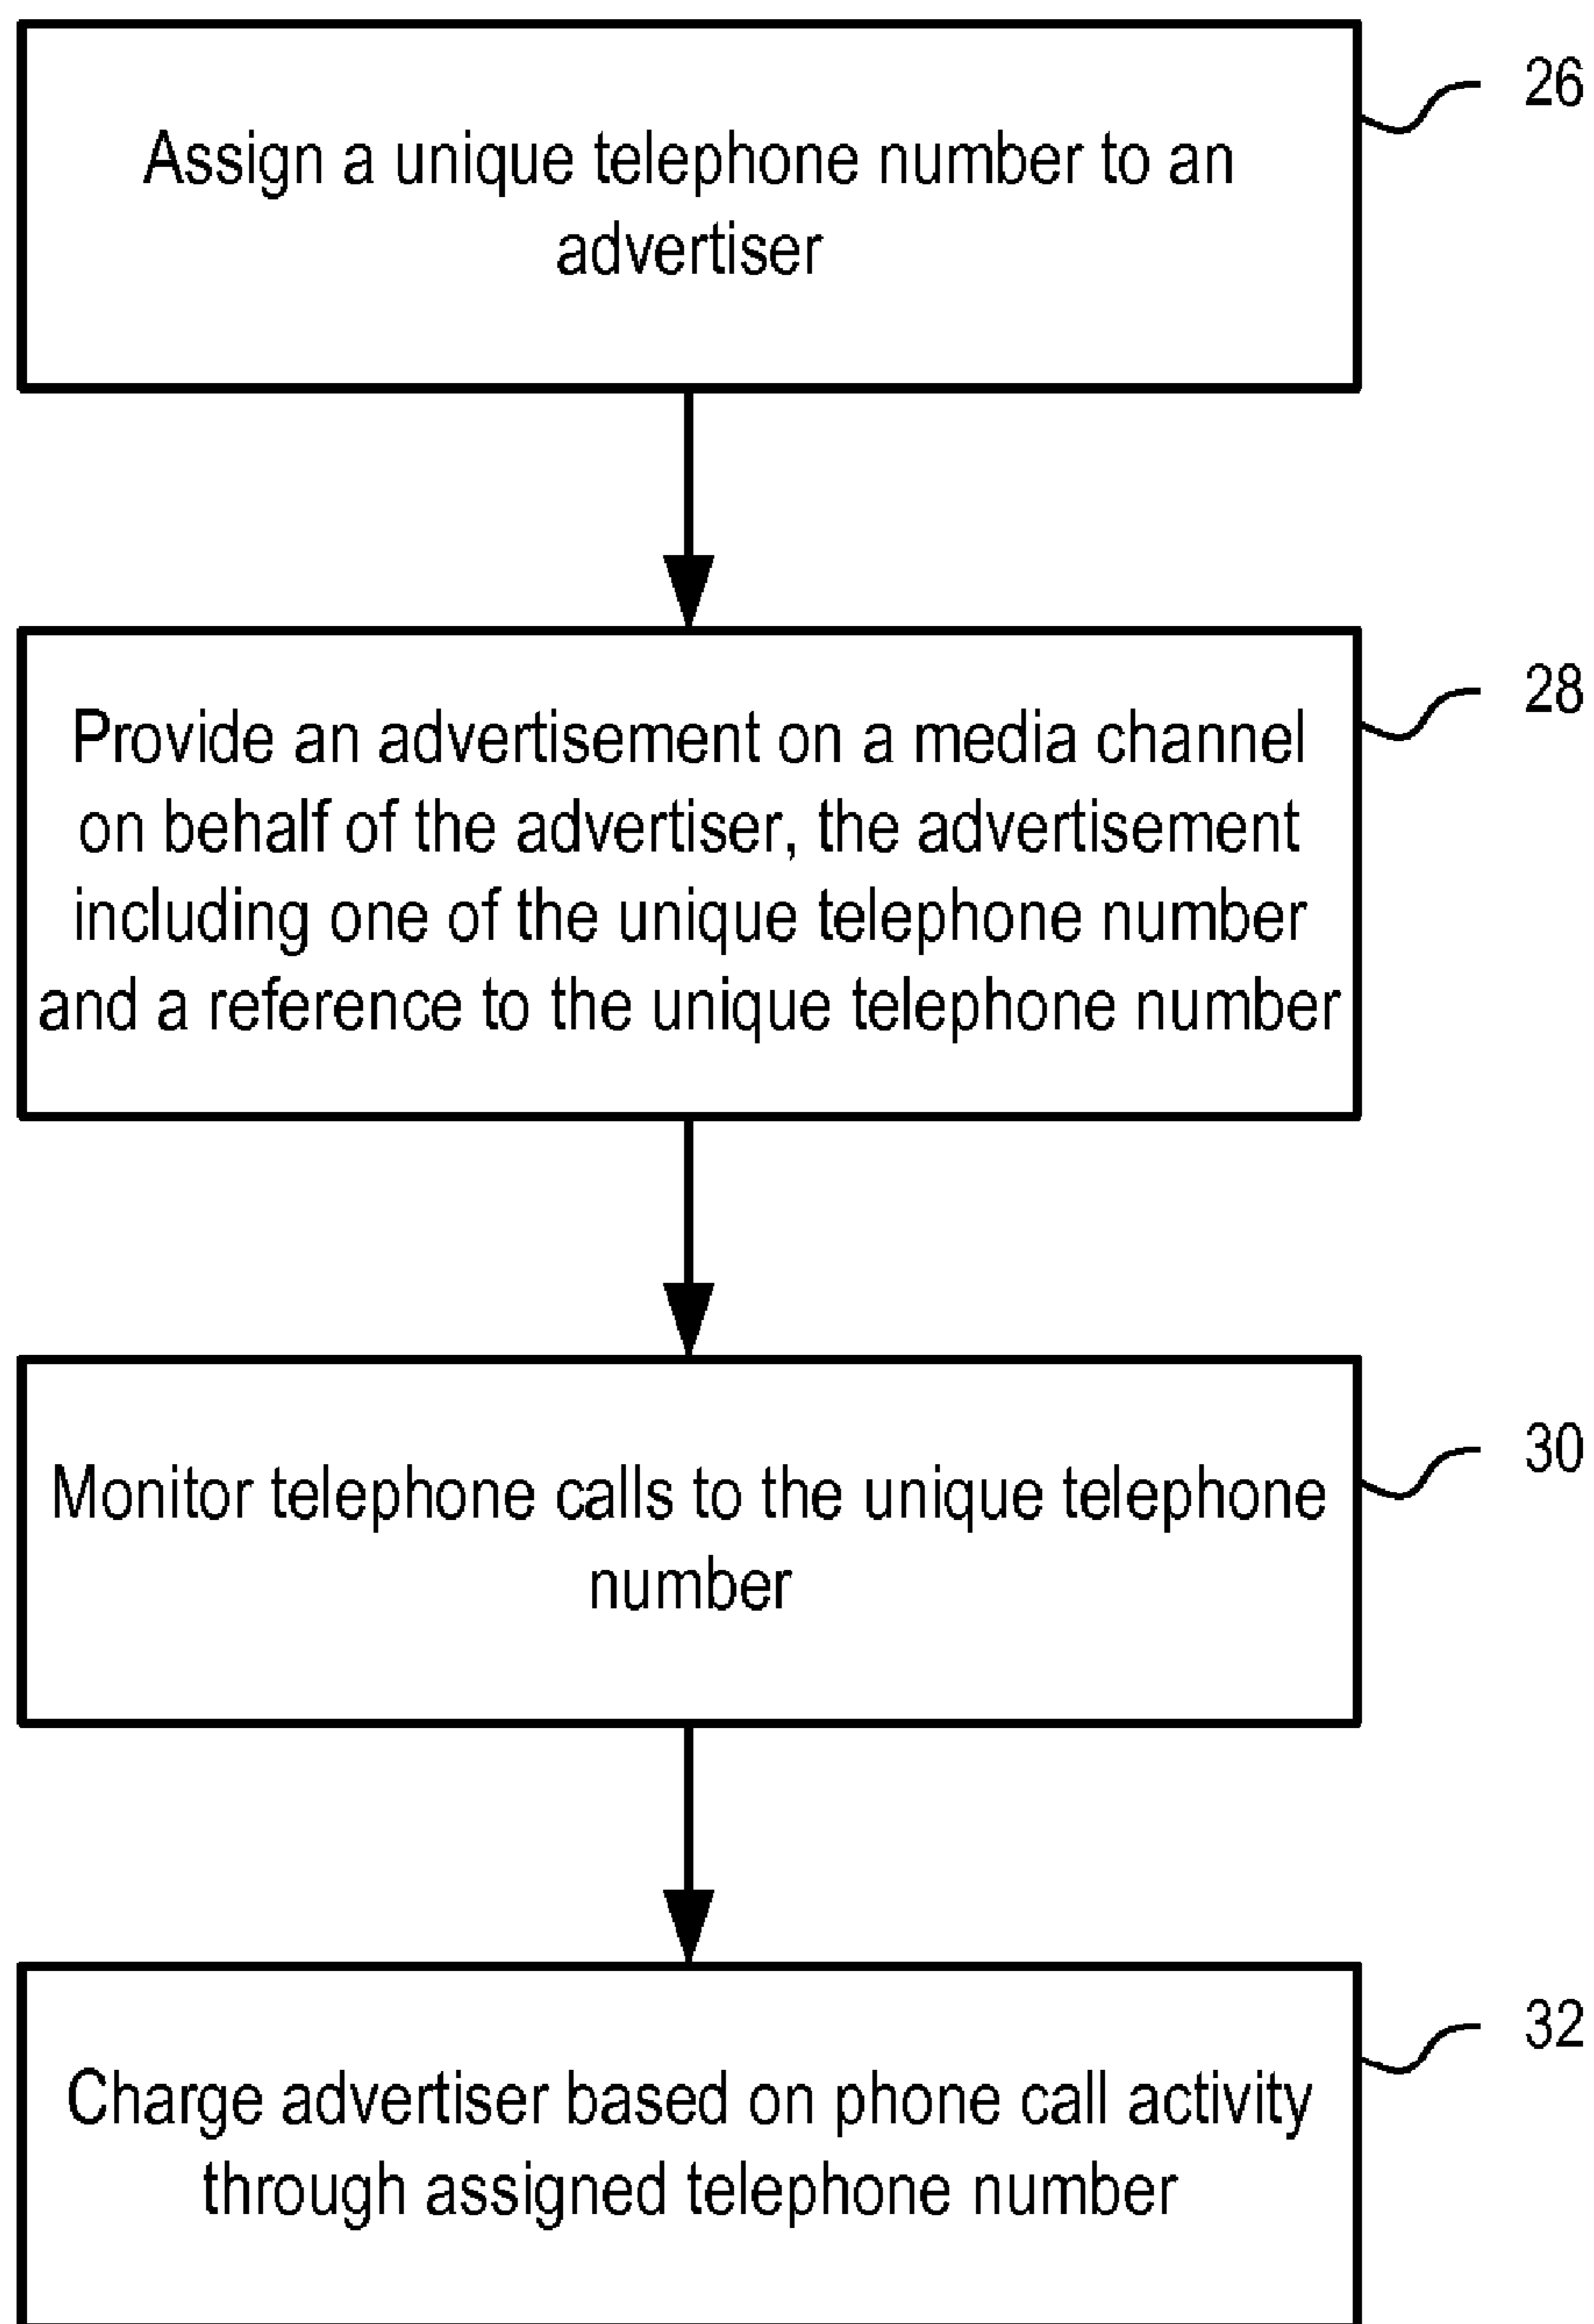 26
Assign a unique telephone number to an
advertiser
28
Provide an advertisement on a media channel
on behalf of the advertiser, the advertisement
including one of the unique telephone number
and a reference to the unique telephone number
30
Monitor telephone calls to the unique telephone
number
32
Charge advertiser based on phone call activity
through assigned telephone number